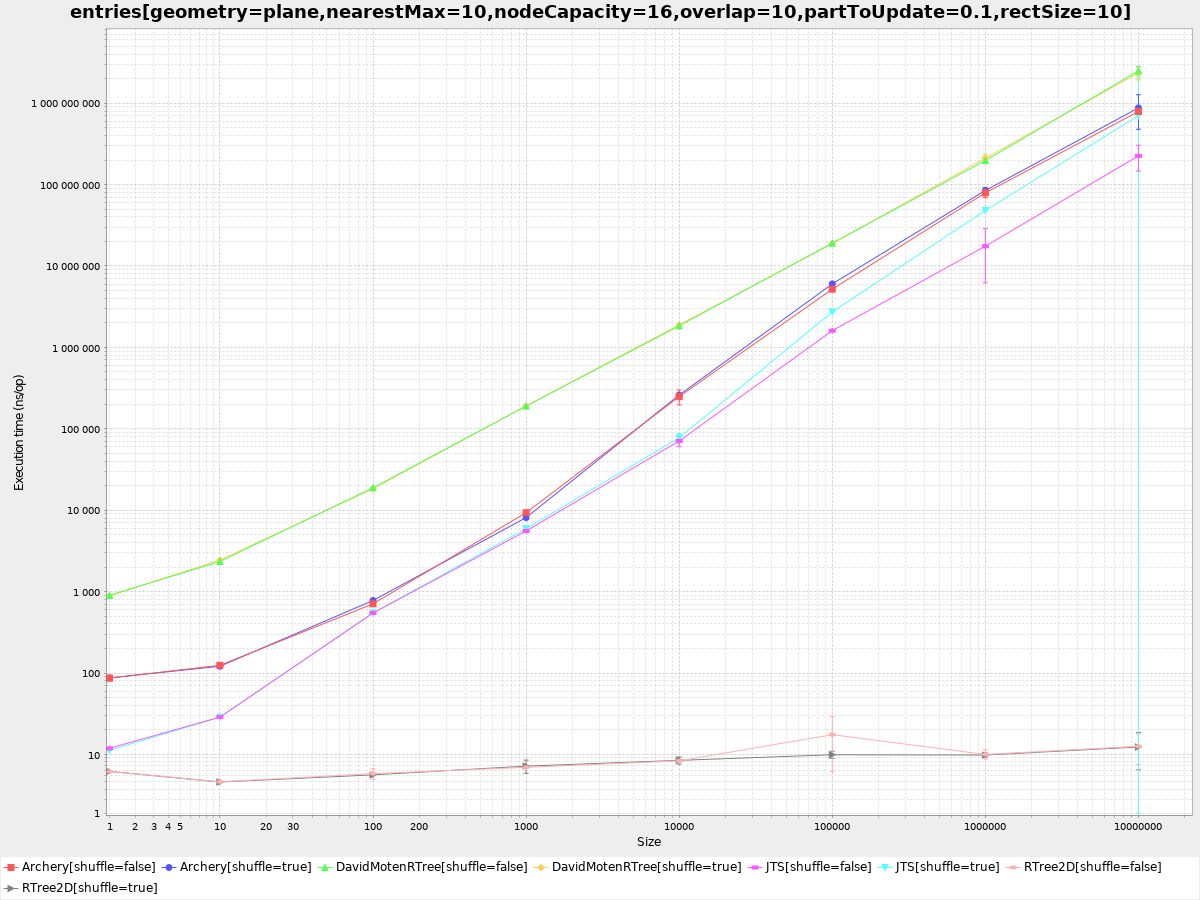 entries[geometry=plane,nearestMax=10,nodeCapacity=16,overlap=10,partToUpdate=0.1,rectSize=10]
1 000 000 000
100 000 000
10 000 000
1 000 000
100 000
10 000
1 000
100
10
1
Execution time (ns/op)
1 2 3 4 5 10 20 30 100 200 1000 10000 100000 1000000 10000000
Size
Archery[shuffle=false] Archery[shuffle=true] DavidMotenRTree[shuffle=false] DavidMotenRTree[shuffle=true] JTS[shuffle=false] JTS[shuffle=true] RTree2D[shuffle=false]
RTree2D[shuffle=true]